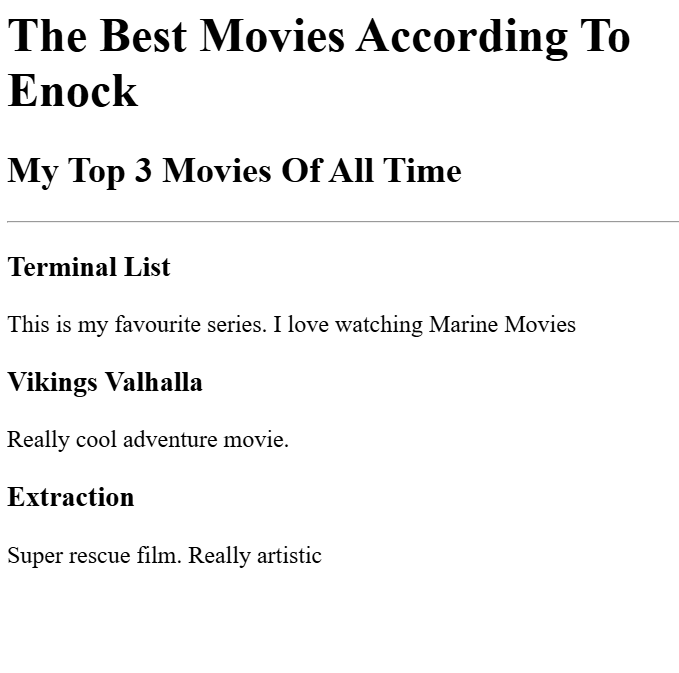 The Best Movies According To
Enock
My Top 3 Movies Of All Time
Terminal List
This is my favourite series. I love watching Marine Movies
Vikings Valhalla
Really cool adventure movie.
Extraction
Super rescue film. Really artistic